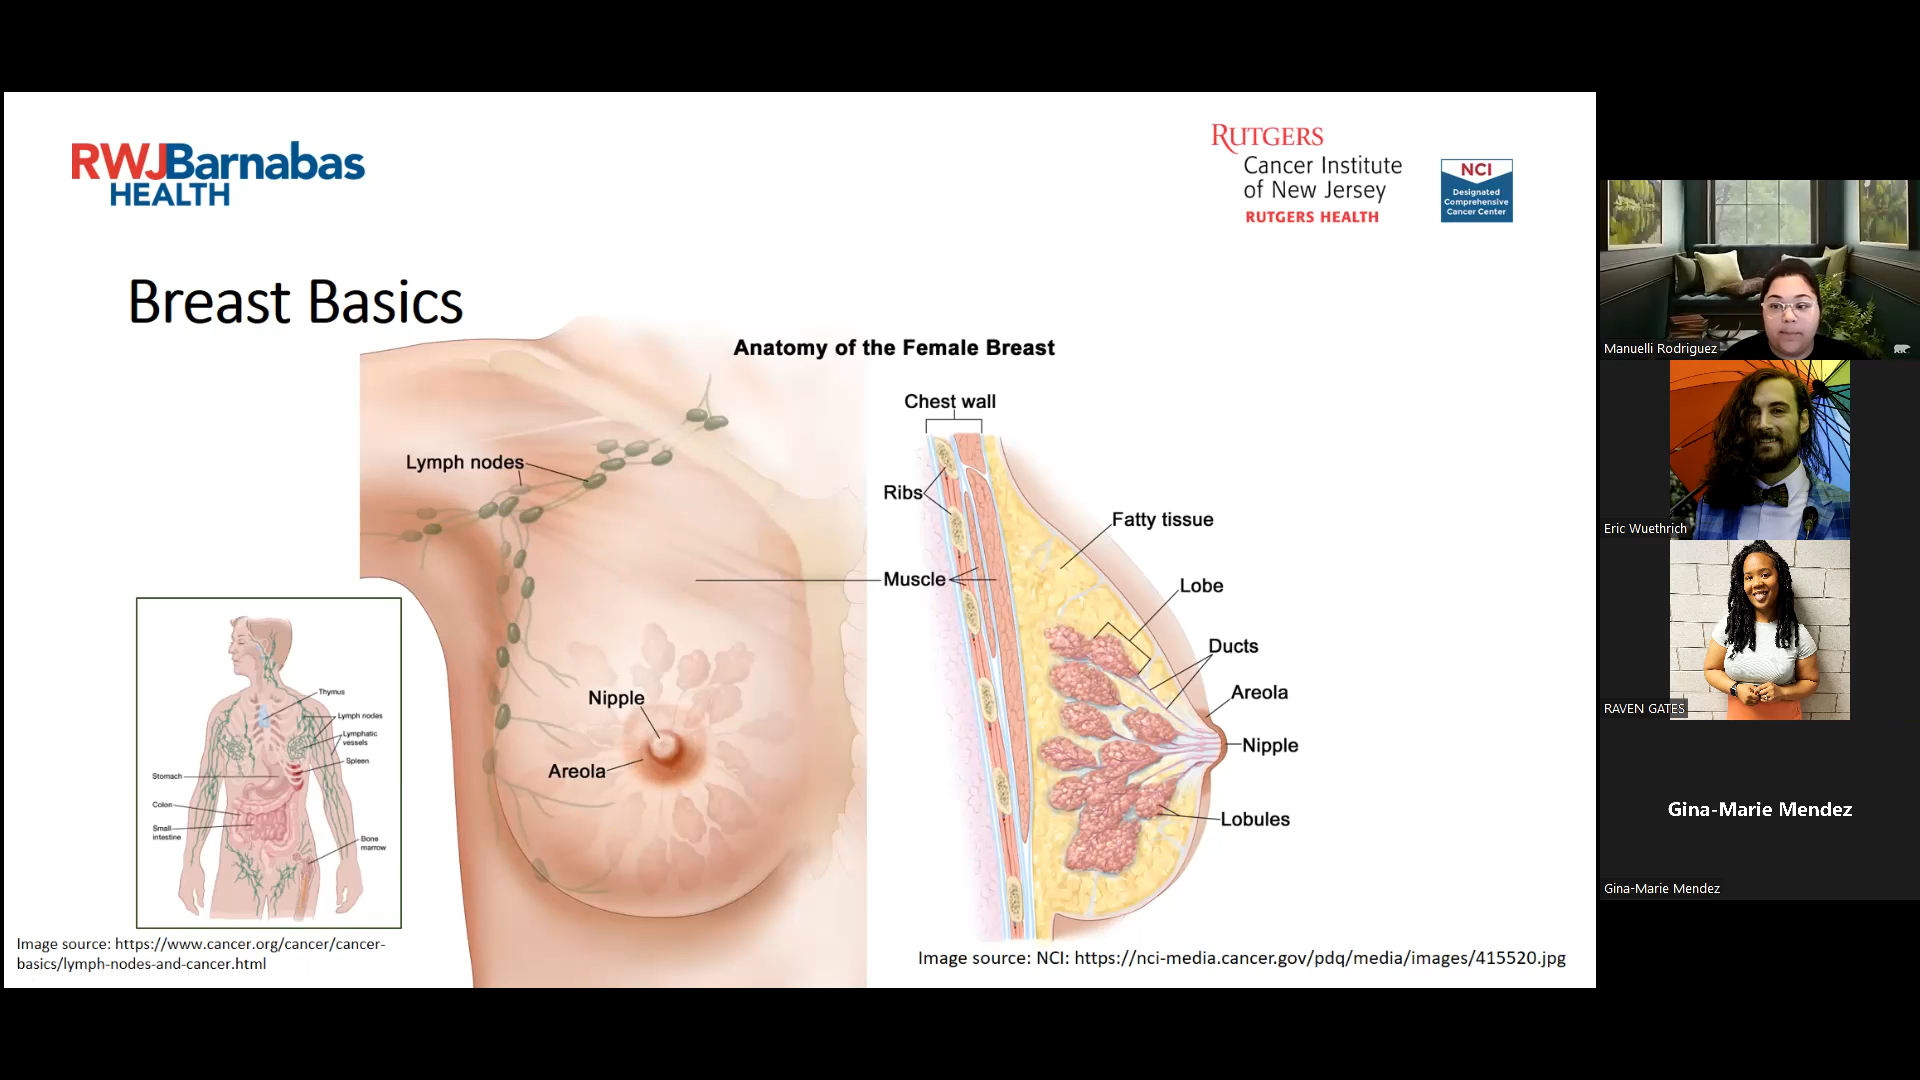 RWJBarnabas
HEALTH
RUTGERS
Cancer Institute
of New Jersey
RUTGERS HEALTH
NCI
Designated
Comprehensive
Cancer Center
Breast Basics
Anatomy of the Female Breast
Chest wall
Lymph nodes
Ribs
Fatty tissue
Muscle
Lobe
Ducts
Areola
Nipple
Nipple
Areola
Lobules
Thymus
Lymph nodes
Lymphatic
vessels
Spleen
Stomach
Colon
Small
intestine
Bone
marrow
Image source: https://www.cancer.org/cancer/cancer-
basics/lymph-nodes-and-cancer.html
Image source: NCI: https://nci-media.cancer.gov/pdq/media/images/415520.jpg
Manuelli Rodriguez
Eric Wuethrich
RAVEN GATES
Gina-Marie Mendez
Gina-Marie Mendez